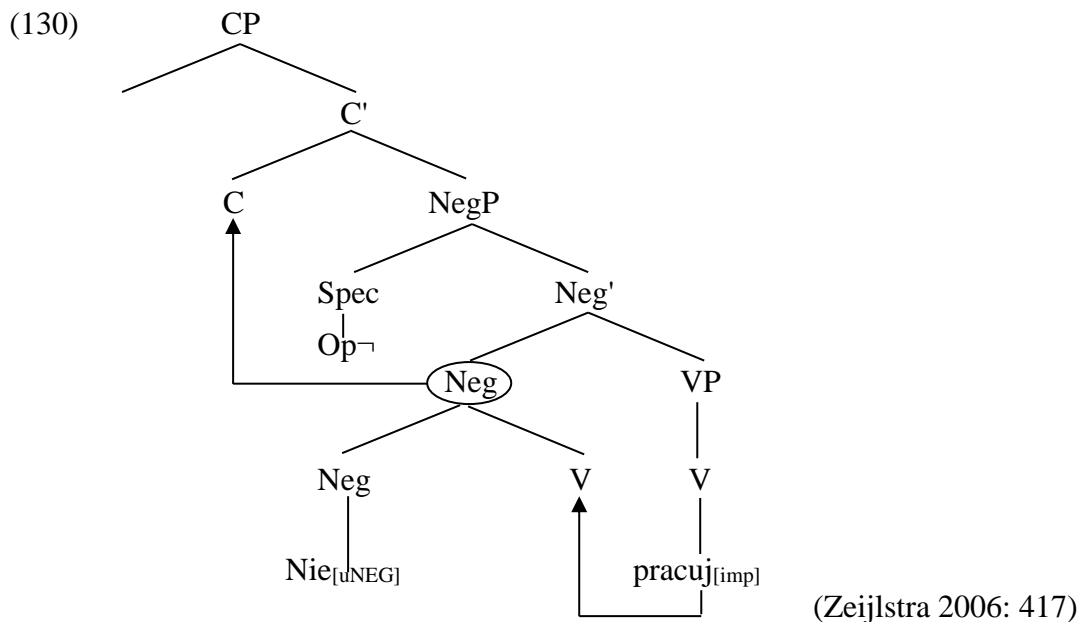 (130) CP
C'
C NegP
Spec Neg'
Op¬
Neg VP
Neg V V
Nie[uNEG] pracuj[imp]
(Zeijlstra 2006: 417)